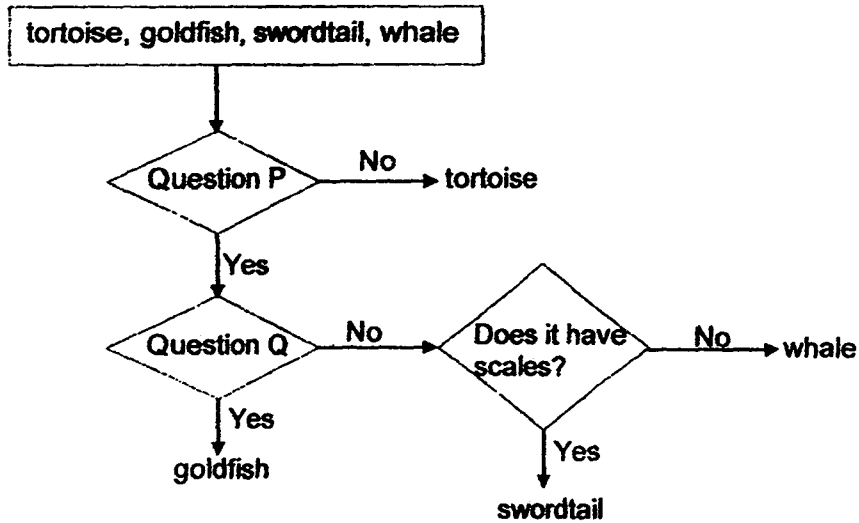 tortoise, goldfish, swordtail, whale
Question P
No
tortoise
Yes
Question Q
No
Does it have
scales?
No
whale
Yes
goldfish
Yes
swordtail